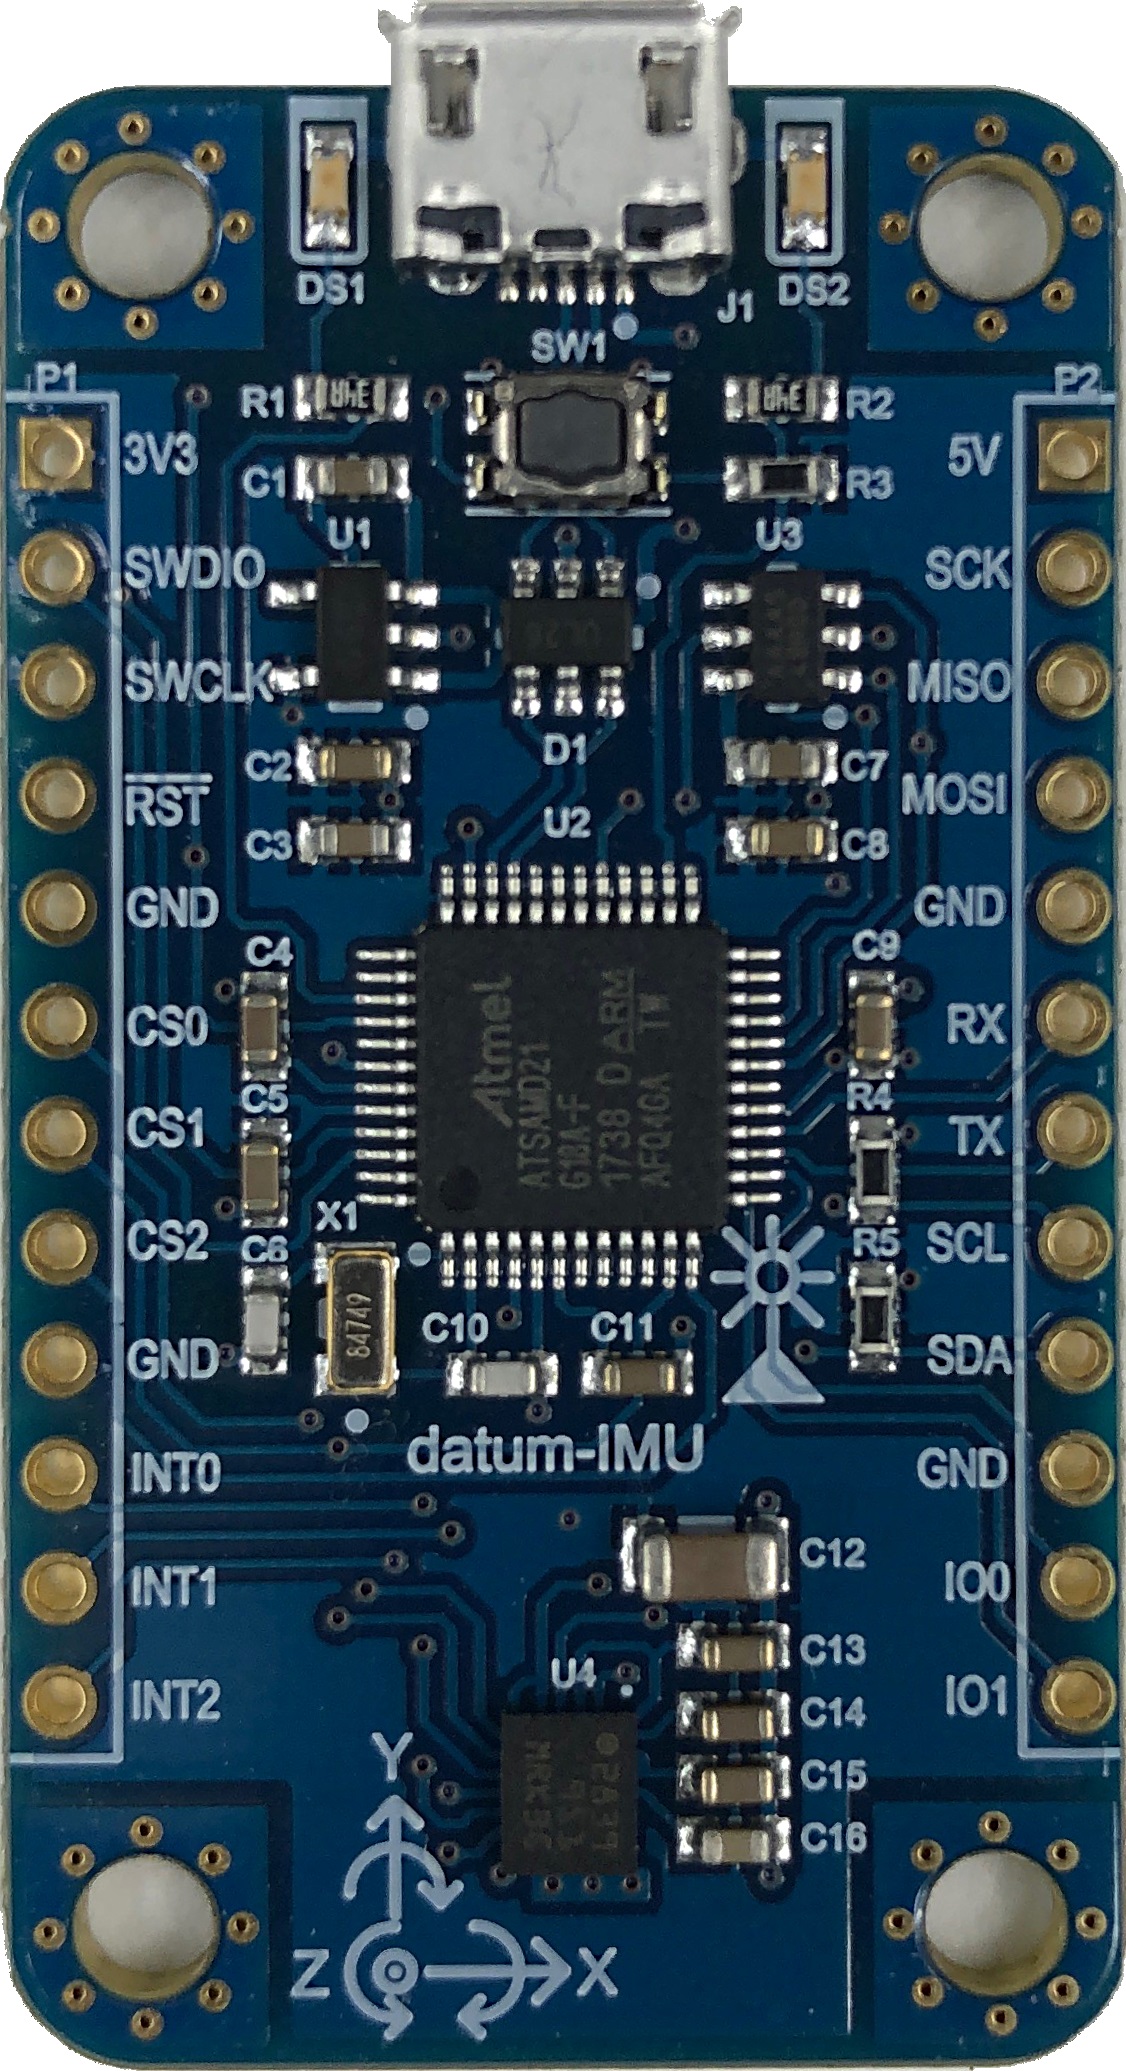 DS1
DS2
J1
SW1
P1
P2
R1
R2
3V3
5V
C1
R3
U1
U3
SWDIO
SCK
SWCLK
MISO
D1
C2
C7
RST
MOSI
U2
C3
C8
GND
GND
C4
C9
CS0
RX
Atmel
ATSAMD21
G18A-F
1738 D ARM
TW
C5
R4
CS1
TX
X1
CS2
C6
R5
SCL
84749
C10
C11
GND
SDA
datum-IMU
INT0
GND
C12
INT1
IO0
C13
U4
INT2
C14
IO1
Y
C15
C16
Z
X